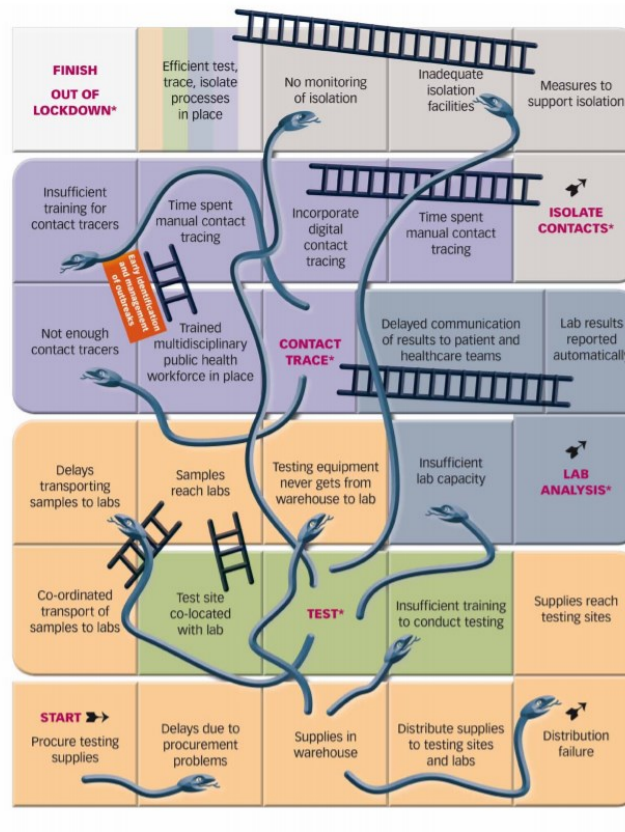 FINISH
OUT OF
LOCKDOWN*
Efficient test,
trace, isolate
processes
in place
No monitoring
of isolation
Inadequate
isolation
facilities
Measures to
support isolation
Insufficient
training for
contact tracers
Time spent
manual contact
tracing
Incorporate
digital
contact
tracing
Time spent
manual contact
tracing
ISOLATE
CONTACTS*
Early identification
and management
of outbreaks
Not enough
contact tracers
Trained
multidisciplinary
public health
workforce in place
CONTACT
TRACE*
Delayed communication
of results to patient and
healthcare teams
Lab results
reported
automatically
Delays
transporting
samples to labs
Samples
reach labs
Testing equipment
never gets from
warehouse to lab
Insufficient
lab capacity
LAB
ANALYSIS*
Co-ordinated
transport of
samples to labs
Test site
co-located
with lab
TEST*
Insufficient training
to conduct testing
Supplies reach
testing sites
START
Procure testing
supplies
Delays due to
procurement
problems
Supplies in
warehouse
Distribute supplies
to testing sites
and labs
Distribution
failure